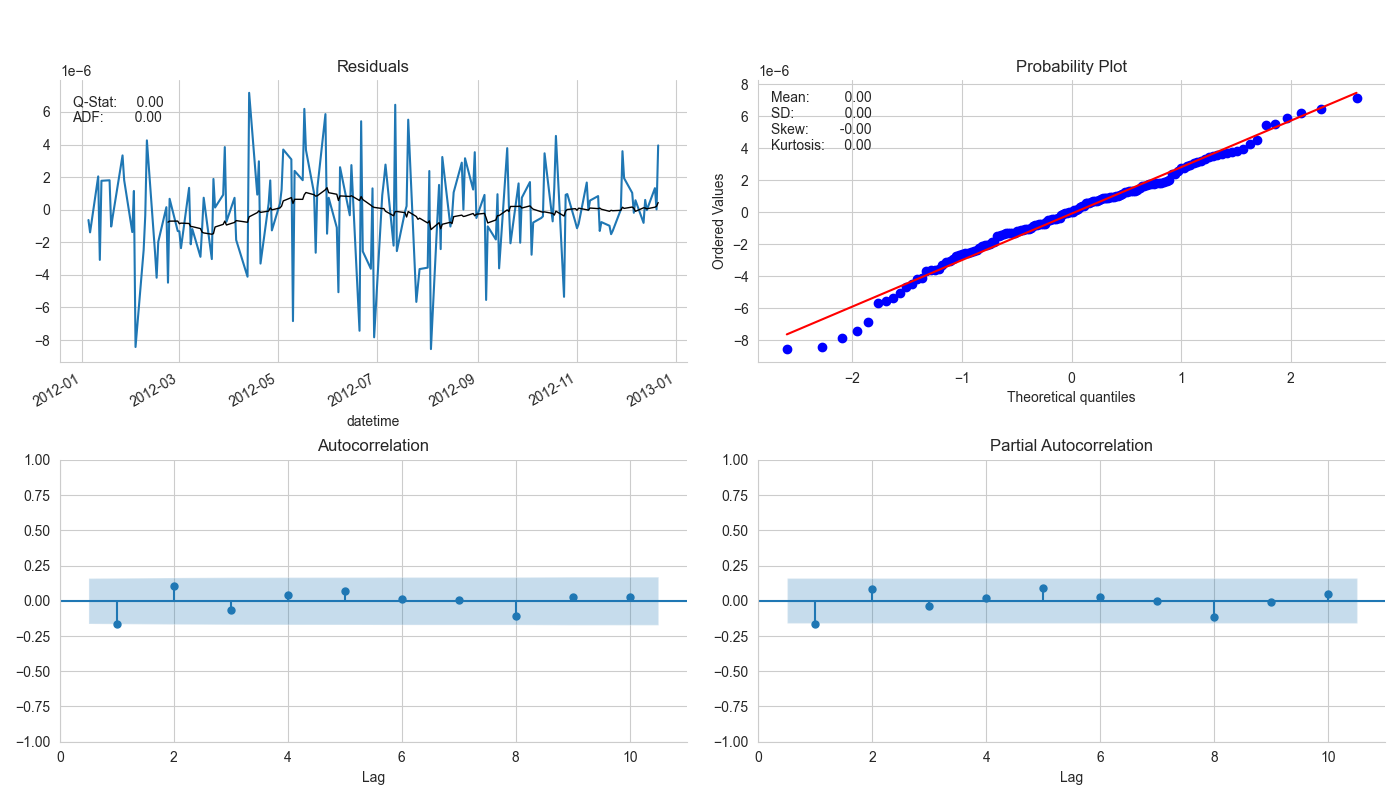 Residuals
1e−6
Q-Stat: 0.00
ADF: 0.00
6
4
2
0
−2
−4
−6
−8
2012-01 2012-03 2012-05 2012-07 2012-09 2012-11 2013-01
datetime
Probability Plot
1e−6
Mean: 0.00
SD: 0.00
Skew: -0.00
Kurtosis: 0.00
8
6
4
2
0
−2
−4
−6
−8
Ordered Values
−2 −1 0 1 2
Theoretical quantiles
Autocorrelation
1.00
0.75
0.50
0.25
0.00
−0.25
−0.50
−0.75
−1.00
0 2 4 6 8 10
Lag
Partial Autocorrelation
1.00
0.75
0.50
0.25
0.00
−0.25
−0.50
−0.75
−1.00
0 2 4 6 8 10
Lag